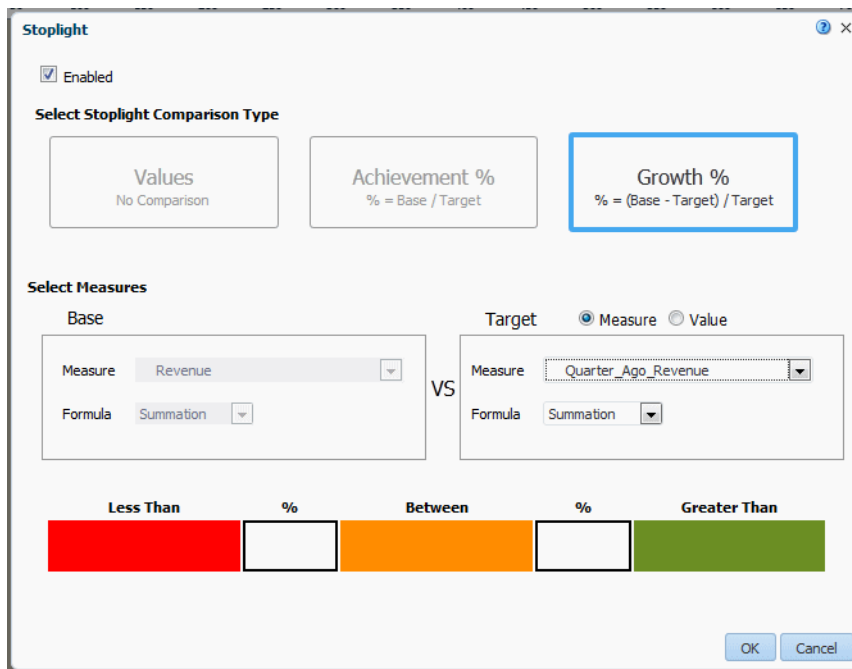 Stoplight
Enabled
Select Stoplight Comparison Type
Values
No Comparison
Achievement %
% = Base / Target
Growth %
% = (Base - Target) / Target
Select Measures
Base
Target Measure Value
Measure Revenue
Formula Summation
VS
Measure Quarter_Ago_Revenue
Formula Summation
Less Than % Between % Greater Than
OK Cancel